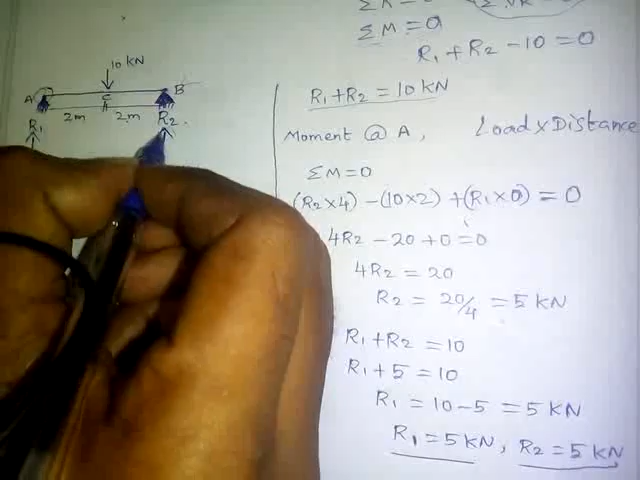 10 KN
A C B
2m 2m
R1 R2
ΣM = 0
R1 + R2 - 10 = 0
R1 + R2 = 10 KN
Moment @ A, Load x Distance
ΣM = 0
(R2 x 4) - (10 x 2) + (R1 x 0) = 0
4R2 - 20 + 0 = 0
4R2 = 20
R2 = 20/4 = 5 KN
R1 + R2 = 10
R1 + 5 = 10
R1 = 10 - 5 = 5 KN
R1 = 5 KN, R2 = 5 KN